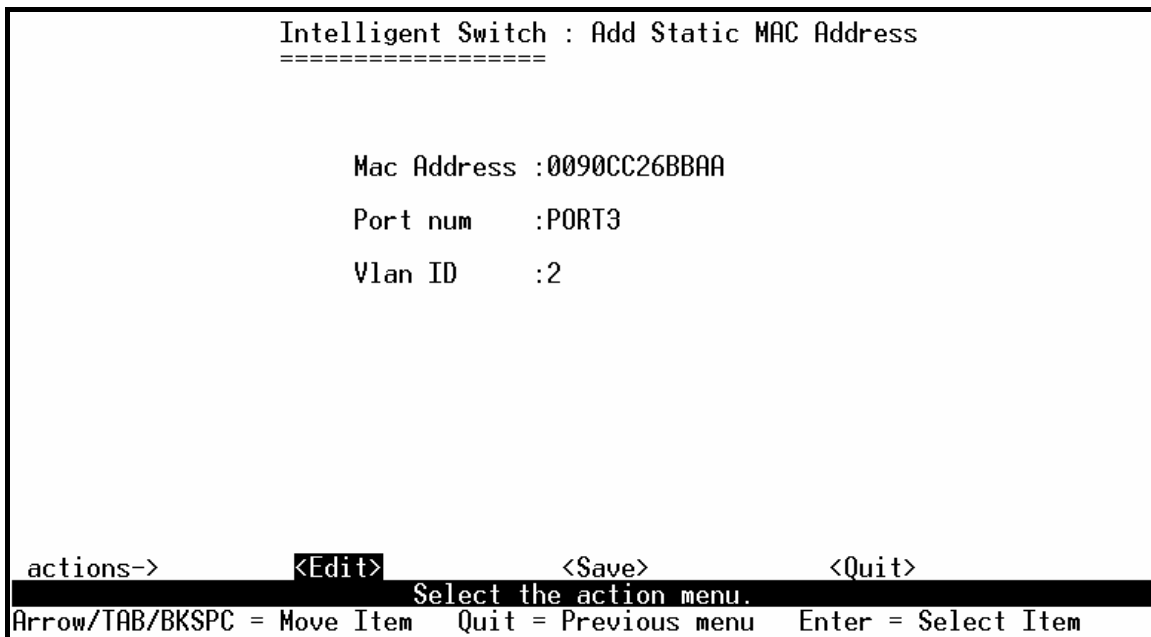 Intelligent Switch : Add Static MAC Address
==================
Mac Address :0090CC26BBAA
Port num :PORT3
Vlan ID :2
actions-> <Edit> <Save> <Quit>
Select the action menu.
Arrow/TAB/BKSPC = Move Item Quit = Previous menu Enter = Select Item